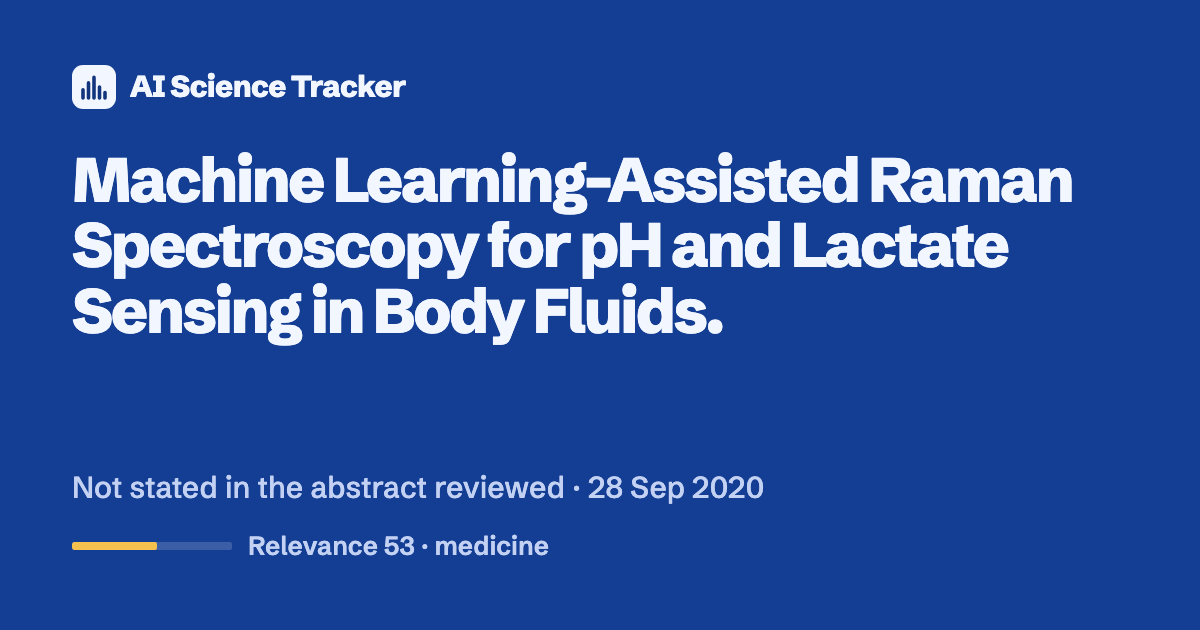 AI Science Tracker
Machine Learning-Assisted Raman
Spectroscopy for pH and Lactate
Sensing in Body Fluids.
Not stated in the abstract reviewed · 28 Sep 2020
Relevance 53 · medicine